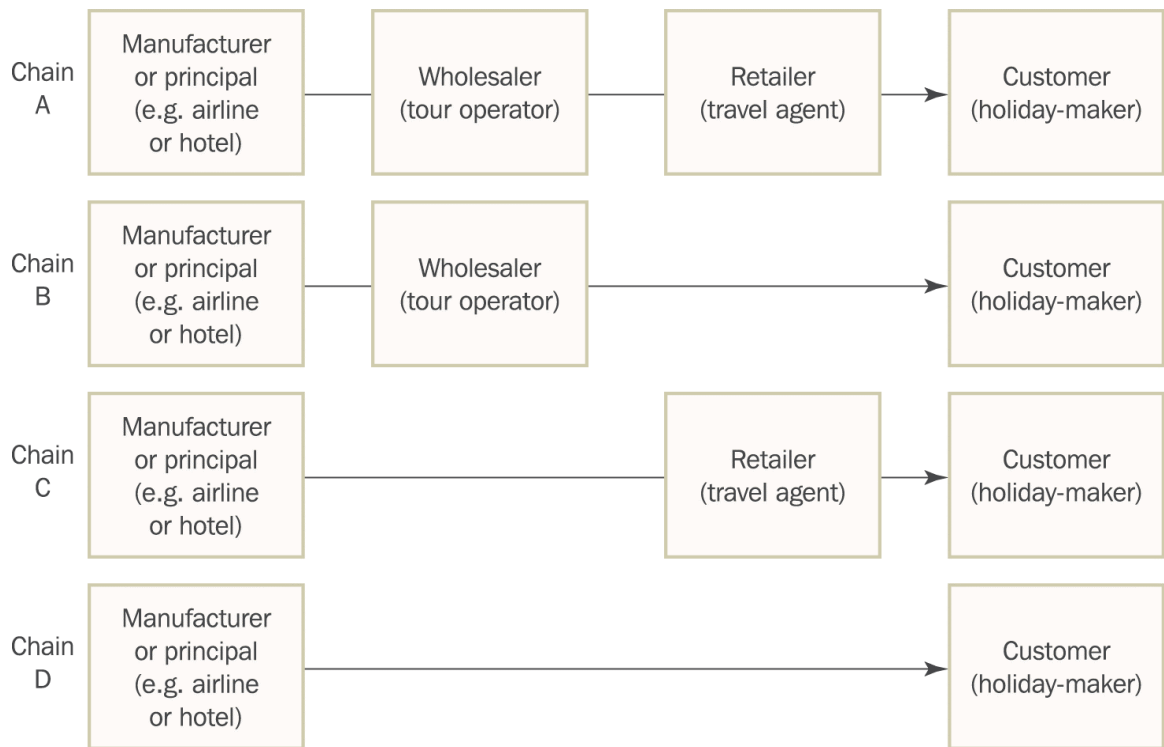 Chain
A
Manufacturer
or principal
(e.g. airline
or hotel)
Wholesaler
(tour operator)
Retailer
(travel agent)
Customer
(holiday-maker)
Chain
B
Manufacturer
or principal
(e.g. airline
or hotel)
Wholesaler
(tour operator)
Customer
(holiday-maker)
Chain
C
Manufacturer
or principal
(e.g. airline
or hotel)
Retailer
(travel agent)
Customer
(holiday-maker)
Chain
D
Manufacturer
or principal
(e.g. airline
or hotel)
Customer
(holiday-maker)